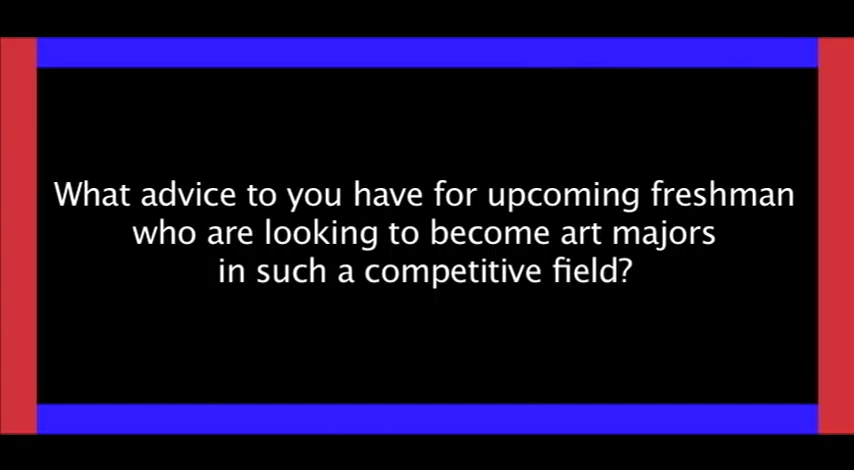 What advice to you have for upcoming freshman
who are looking to become art majors
in such a competitive field?